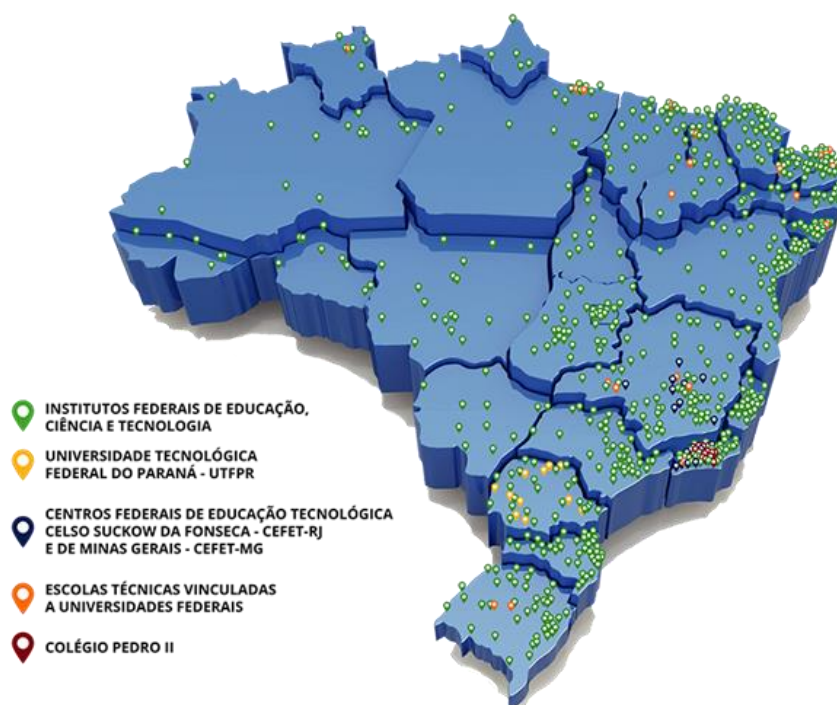 INSTITUTOS FEDERAIS DE EDUCAÇÃO,
CIÊNCIA E TECNOLOGIA
UNIVERSIDADE TECNOLÓGICA
FEDERAL DO PARANÁ - UTFPR
CENTROS FEDERAIS DE EDUCAÇÃO TECNOLÓGICA
CELSO SUCKOW DA FONSECA - CEFET-RJ
E DE MINAS GERAIS - CEFET-MG
ESCOLAS TÉCNICAS VINCULADAS
A UNIVERSIDADES FEDERAIS
COLÉGIO PEDRO II